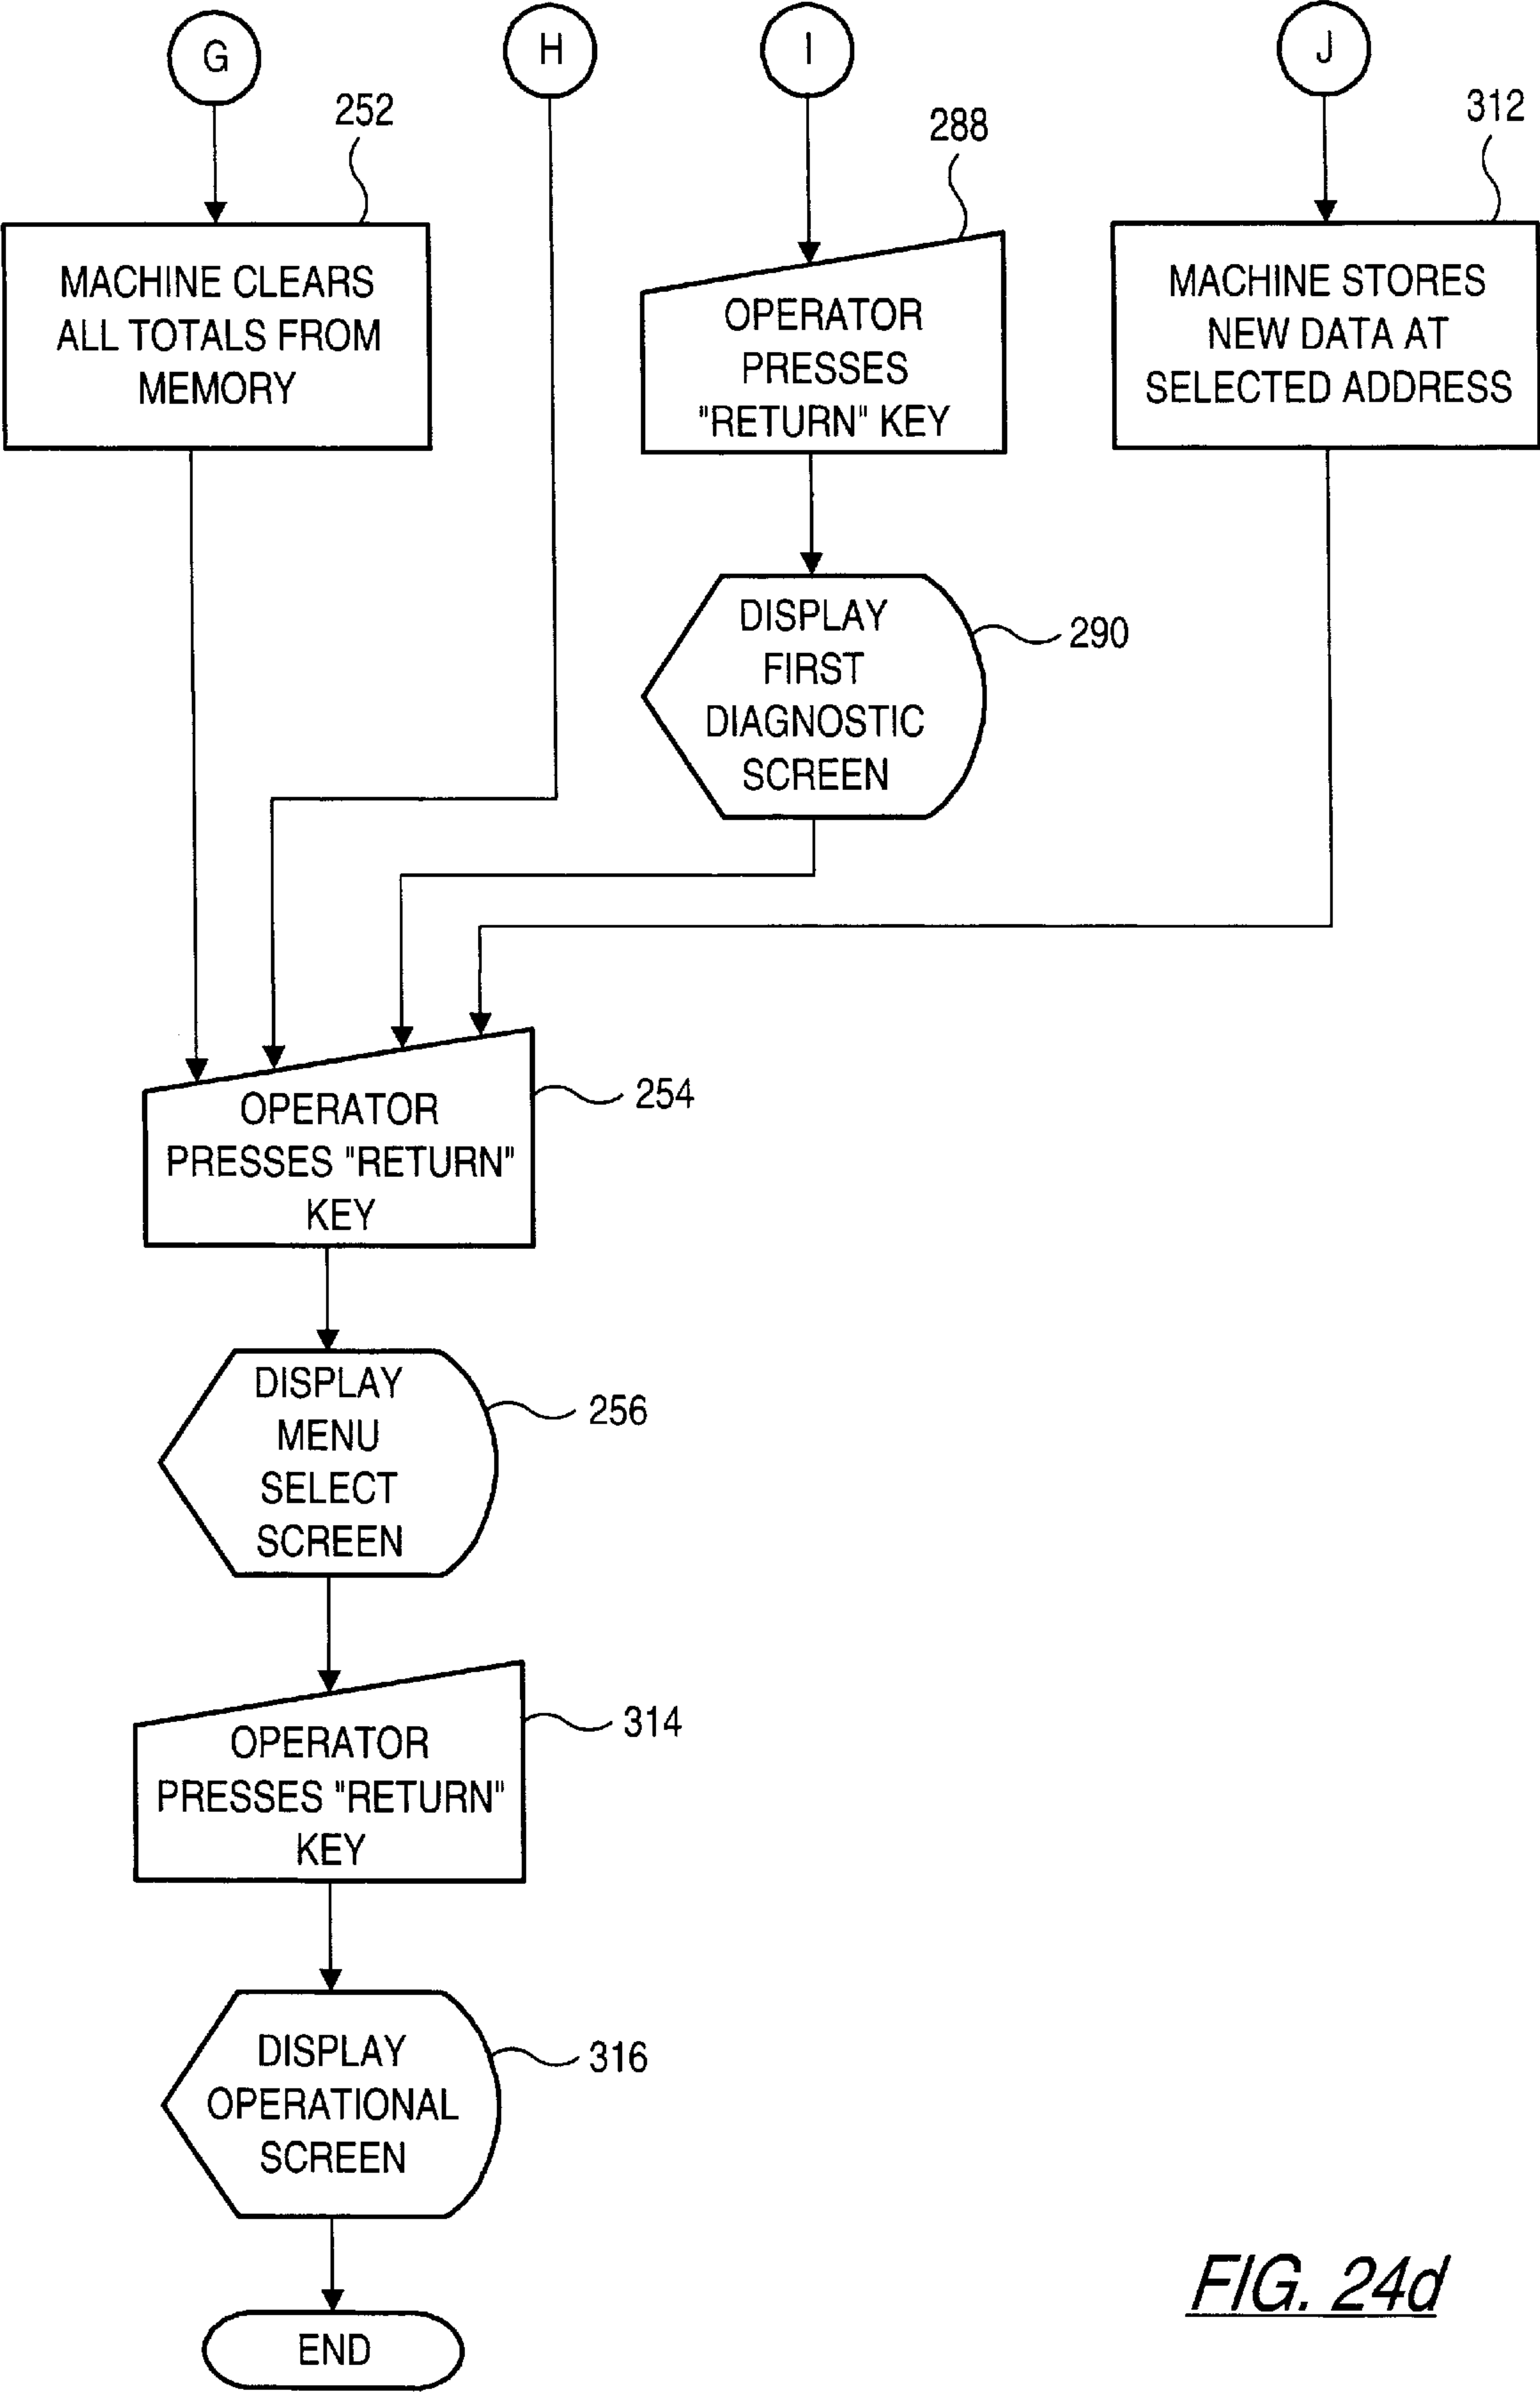 G
H
I
J
252
288
312
MACHINE CLEARS
ALL TOTALS FROM
MEMORY
OPERATOR
PRESSES
"RETURN" KEY
MACHINE STORES
NEW DATA AT
SELECTED ADDRESS
DISPLAY
FIRST
DIAGNOSTIC
SCREEN
290
OPERATOR
PRESSES "RETURN"
KEY
254
DISPLAY
MENU
SELECT
SCREEN
256
OPERATOR
PRESSES "RETURN"
KEY
314
DISPLAY
OPERATIONAL
SCREEN
316
END
FIG. 24d